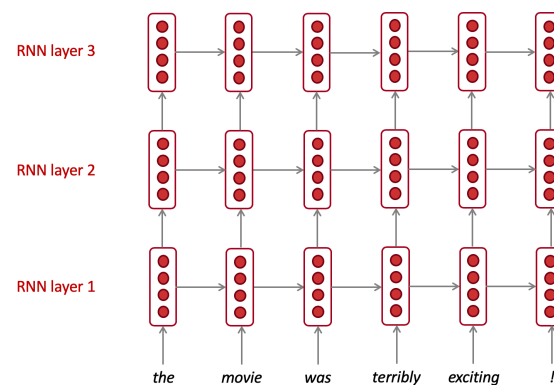 RNN layer 3
RNN layer 2
RNN layer 1
the movie was terribly exciting !